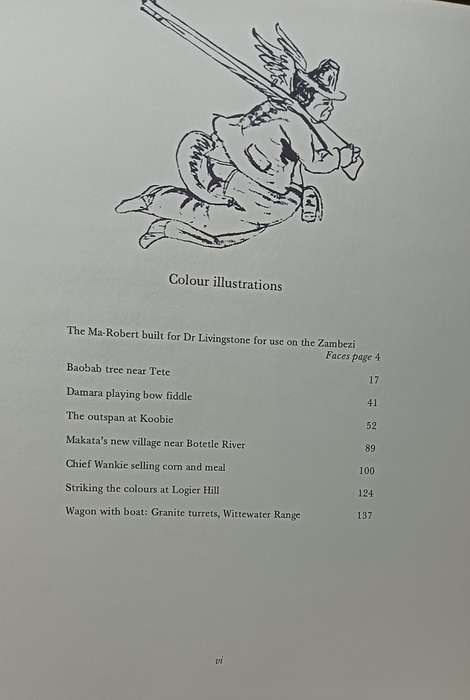 Colour illustrations
The Ma-Robert built for Dr Livingstone for use on the Zambezi
Faces page 4
Baobab tree near Tete 17
Damara playing bow fiddle 41
The outspan at Koobie 52
Makata's new village near Botetle River 89
Chief Wankie selling corn and meal 100
Striking the colours at Logier Hill 124
Wagon with boat: Granite turrets, Wittewater Range 137
vi